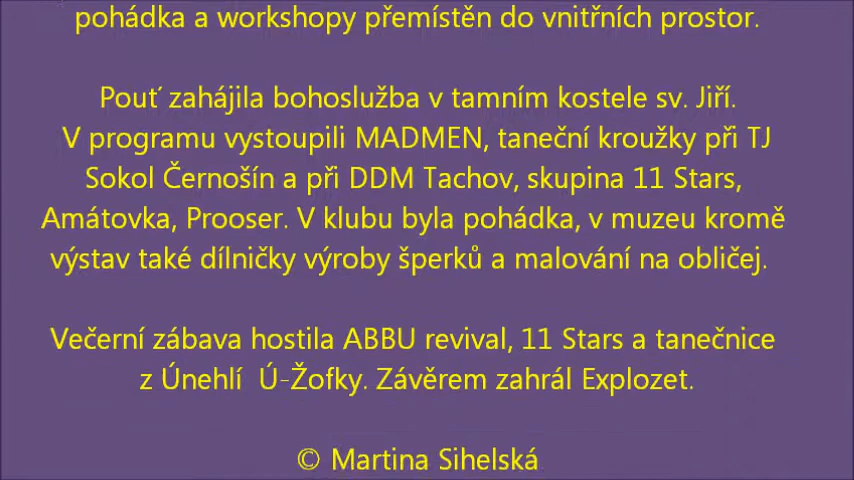 pohádka a workshopy přemístěn do vnitřních prostor.
Pouť zahájila bohoslužba v tamním kostele sv. Jiří.
V programu vystoupili MADMEN, taneční kroužky při TJ
Sokol Černošín a při DDM Tachov, skupina 11 Stars,
Amátovka, Prooser. V klubu byla pohádka, v muzeu kromě
výstav také dílničky výroby šperků a malování na obličej.
Večerní zábava hostila ABBU revival, 11 Stars a tanečnice
z Únehlí  Ú-Žofky. Závěrem zahrál Explozet.
© Martina Sihelská